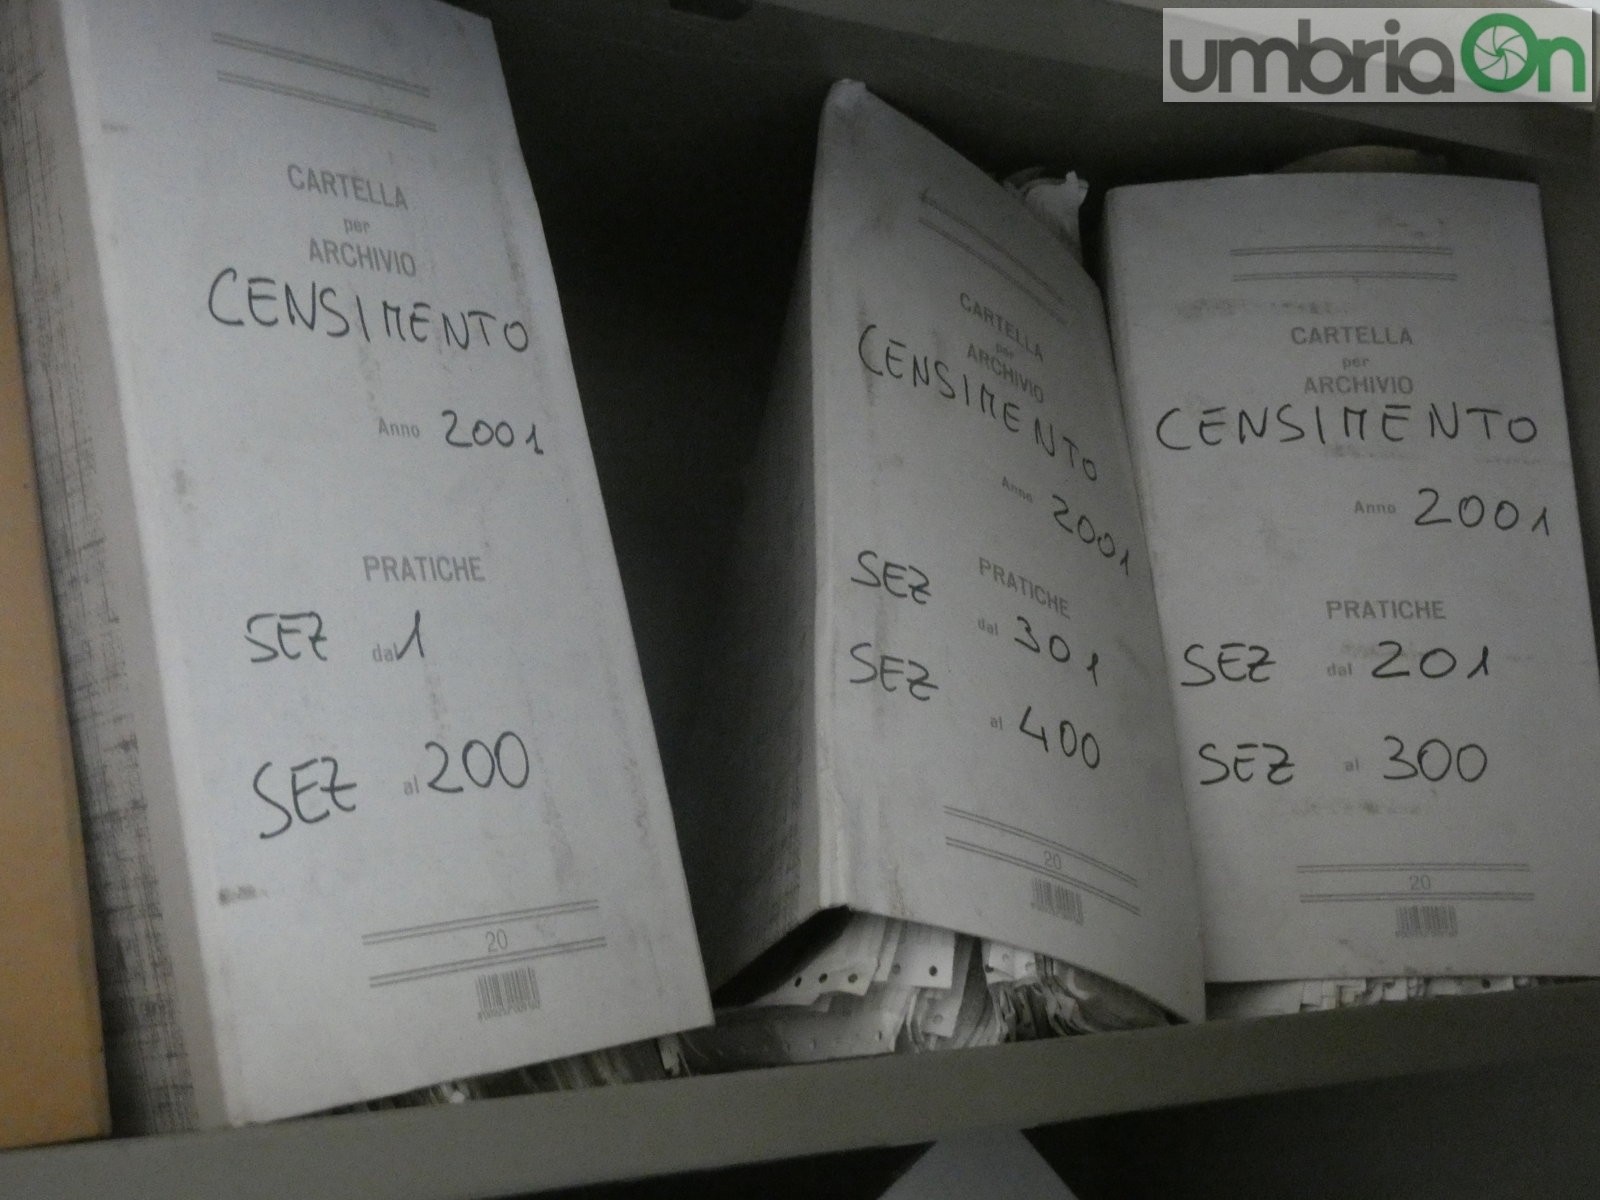 umbriaOn
CARTELLA
per
ARCHIVIO
CENSIMENTO
Anno 2001
PRATICHE
SEZ dal 1
SEZ al 200
20
CARTELLA
per
ARCHIVIO
CENSIMENTO
Anno 2001
PRATICHE
SEZ dal 301
SEZ al 400
20
CARTELLA
per
ARCHIVIO
CENSIMENTO
Anno 2001
PRATICHE
SEZ dal 201
SEZ al 300
20